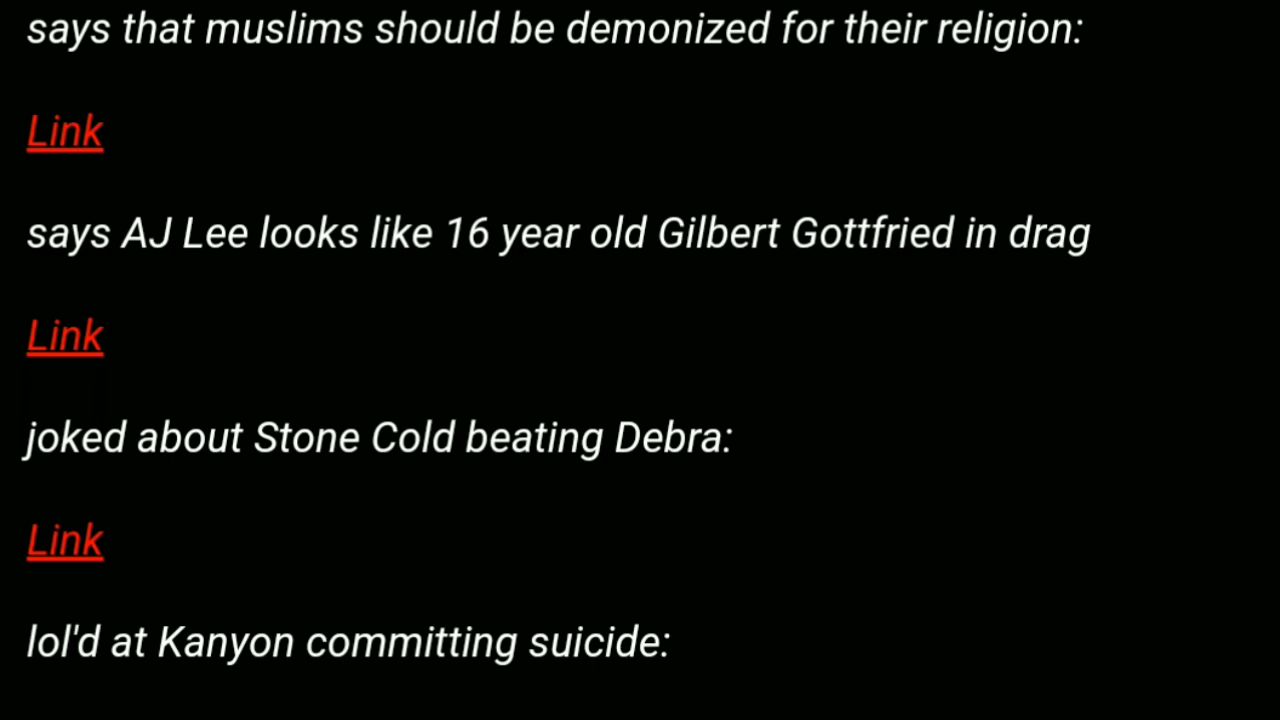 says that muslims should be demonized for their religion:
Link
says AJ Lee looks like 16 year old Gilbert Gottfried in drag
Link
joked about Stone Cold beating Debra:
Link
lol'd at Kanyon committing suicide: